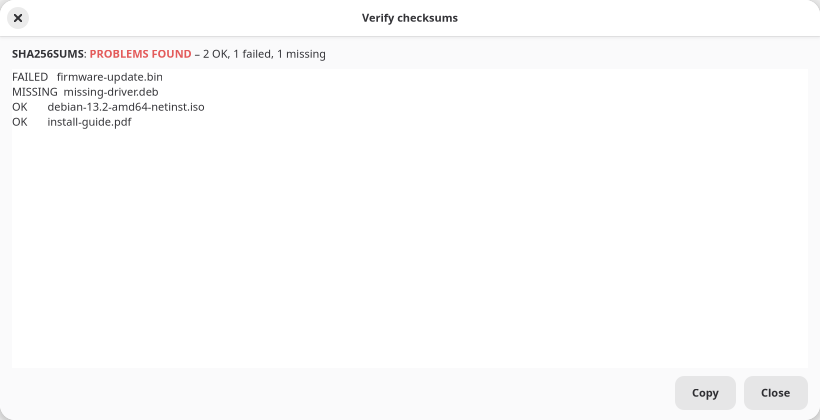 Verify checksums
SHA256SUMS: PROBLEMS FOUND – 2 OK, 1 failed, 1 missing
FAILED firmware-update.bin
MISSING missing-driver.deb
OK debian-13.2-amd64-netinst.iso
OK install-guide.pdf
Copy Close